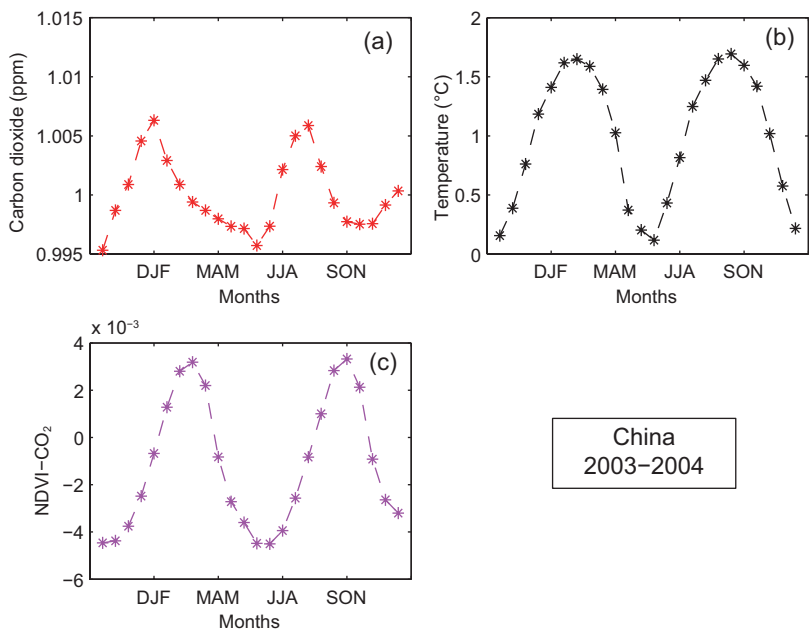 1.015
(a)
1.01
1.005
1
0.995
Carbon dioxide (ppm)
DJF MAM JJA SON
Months
2
(b)
1.5
1
0.5
0
Temperature (°C)
DJF MAM JJA SON
Months
x 10⁻³
4
(c)
2
0
−2
−4
−6
NDVI−CO₂
DJF MAM JJA SON
Months
China
2003−2004